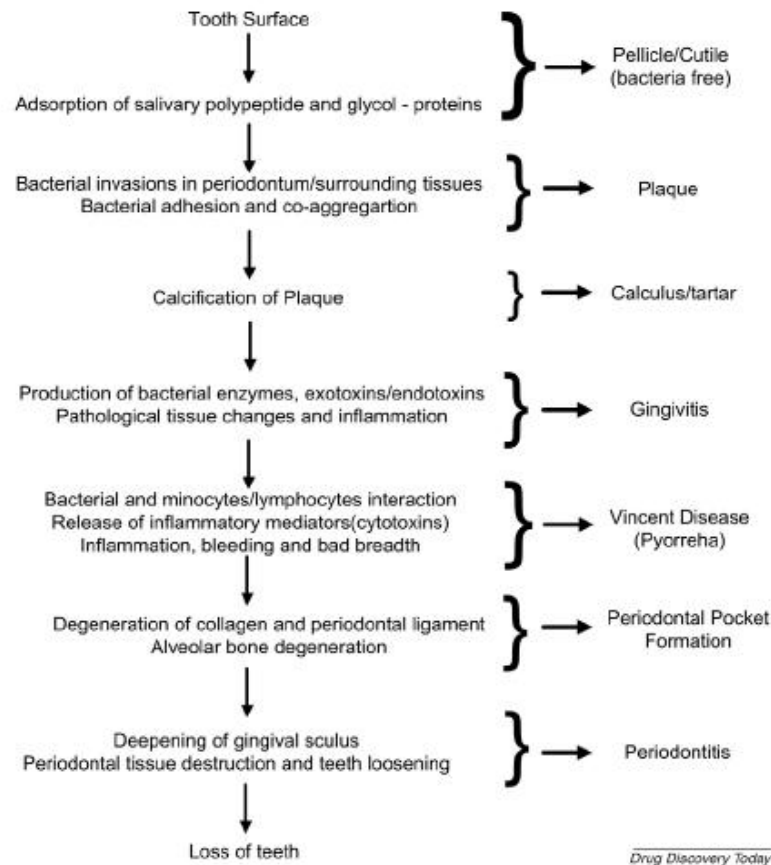 Tooth Surface
Pellicle/Cutile
(bacteria free)
Adsorption of salivary polypeptide and glycol - proteins
Bacterial invasions in periodontum/surrounding tissues
Bacterial adhesion and co-aggregartion
Plaque
Calcification of Plaque
Calculus/tartar
Production of bacterial enzymes, exotoxins/endotoxins
Pathological tissue changes and inflammation
Gingivitis
Bacterial and minocytes/lymphocytes interaction
Release of inflammatory mediators(cytotoxins)
Inflammation, bleeding and bad breadth
Vincent Disease
(Pyorreha)
Degeneration of collagen and periodontal ligament
Alveolar bone degeneration
Periodontal Pocket
Formation
Deepening of gingival sculus
Periodontal tissue destruction and teeth loosening
Periodontitis
Loss of teeth
Drug Discovery Today